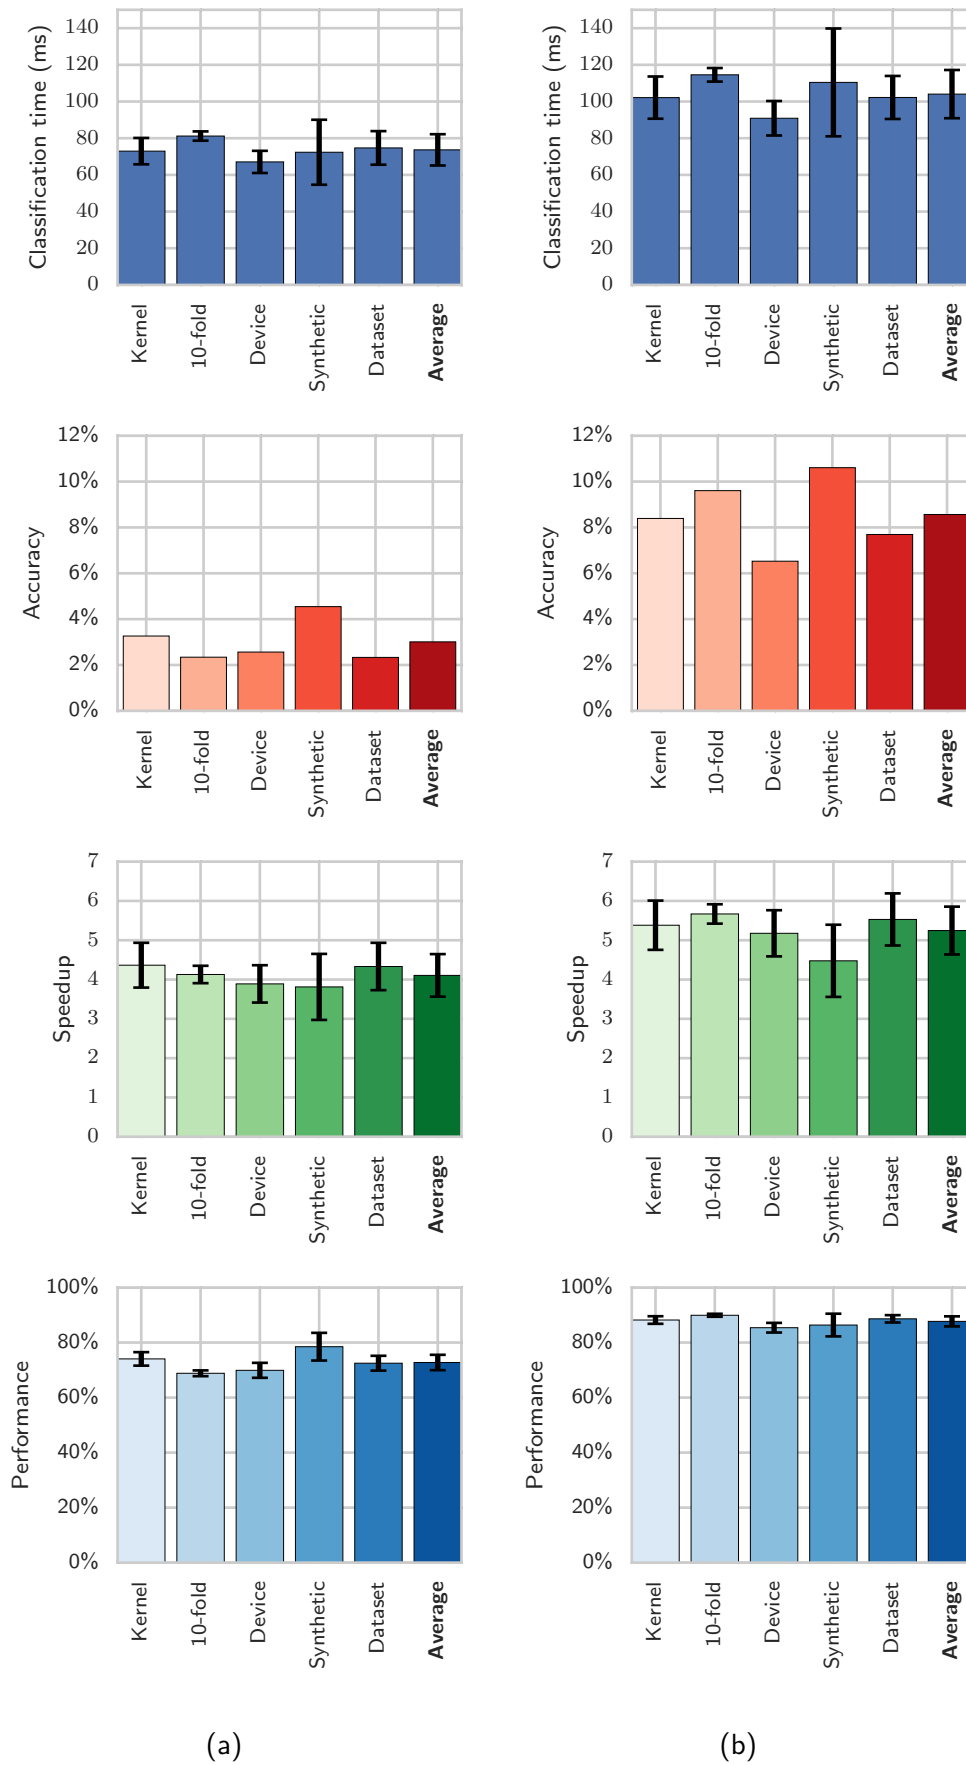 Classification time (ms)
140
120
100
80
60
40
20
0
Kernel
10-fold
Device
Synthetic
Dataset
Average
Classification time (ms)
140
120
100
80
60
40
20
0
Kernel
10-fold
Device
Synthetic
Dataset
Average
Accuracy
12%
10%
8%
6%
4%
2%
0%
Kernel
10-fold
Device
Synthetic
Dataset
Average
Accuracy
12%
10%
8%
6%
4%
2%
0%
Kernel
10-fold
Device
Synthetic
Dataset
Average
Speedup
7
6
5
4
3
2
1
0
Kernel
10-fold
Device
Synthetic
Dataset
Average
Speedup
7
6
5
4
3
2
1
0
Kernel
10-fold
Device
Synthetic
Dataset
Average
Performance
100%
80%
60%
40%
20%
0%
Kernel
10-fold
Device
Synthetic
Dataset
Average
Performance
100%
80%
60%
40%
20%
0%
Kernel
10-fold
Device
Synthetic
Dataset
Average
(a)
(b)